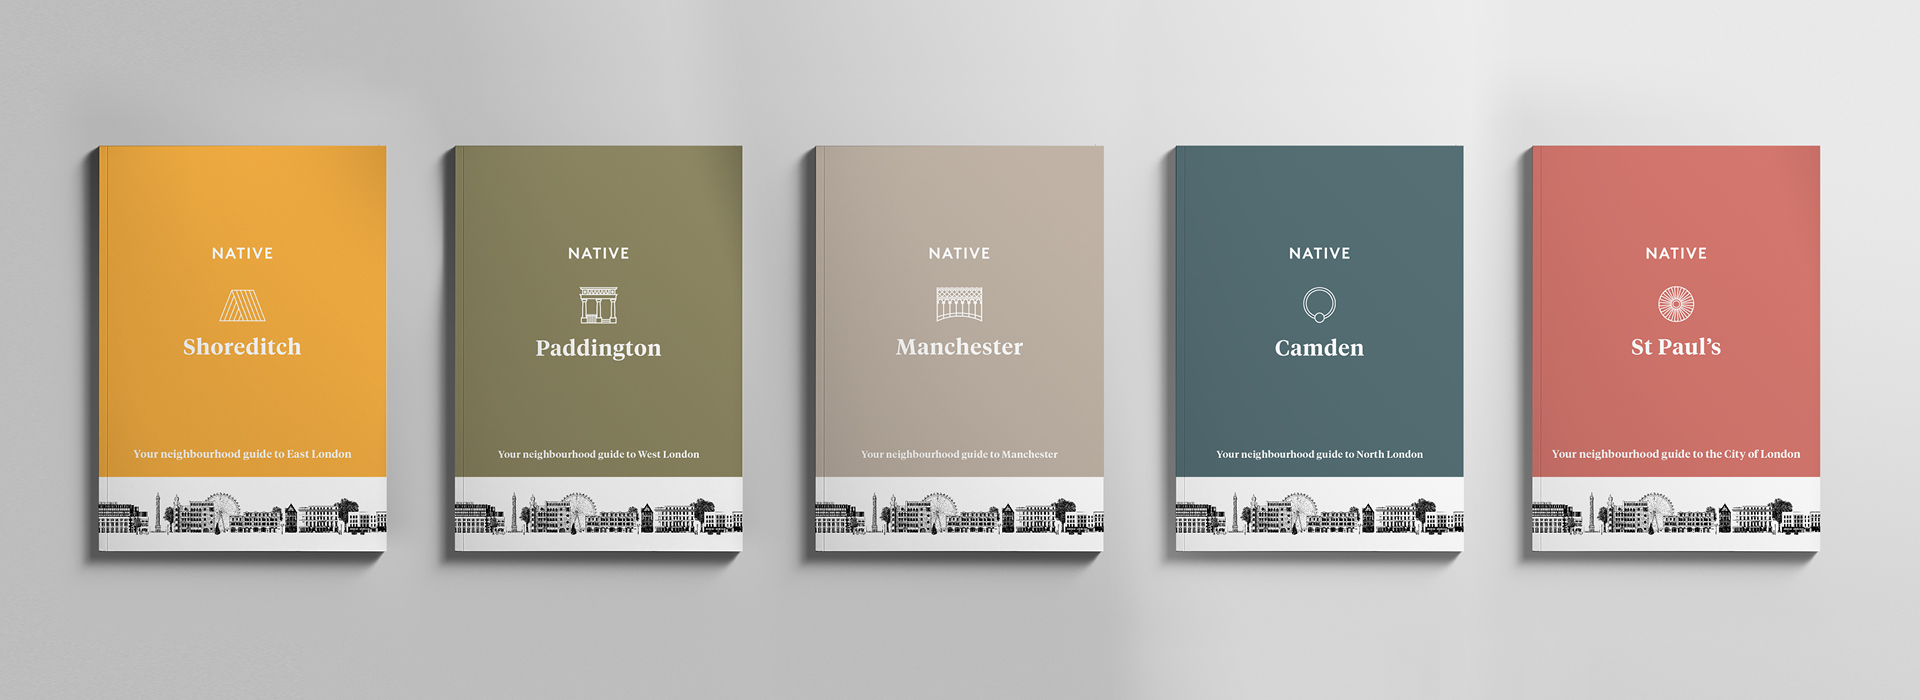 NATIVE
Shoreditch
Your neighbourhood guide to East London
NATIVE
Paddington
Your neighbourhood guide to West London
NATIVE
Manchester
Your neighbourhood guide to Manchester
NATIVE
Camden
Your neighbourhood guide to North London
NATIVE
St Paul’s
Your neighbourhood guide to the City of London